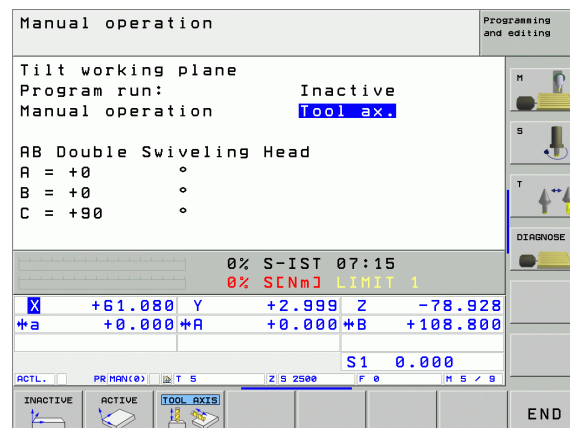 Manual operation
Programming
and editing
Tilt working plane
Program run: Inactive
Manual operation Tool ax.
AB Double Swiveling Head
A = +0 °
B = +0 °
C = +90 °
0% S-IST 07:15
0% S[Nm] LIMIT 1
X +61.080 Y +2.999 Z -78.928
*a +0.000 *A +0.000 *B +108.800
S1 0.000
ACTL. PR MAN(0) T 5 Z S 2500 F 0 M 5 / 9
INACTIVE ACTIVE TOOL AXIS END
M
S
T
DIAGNOSE